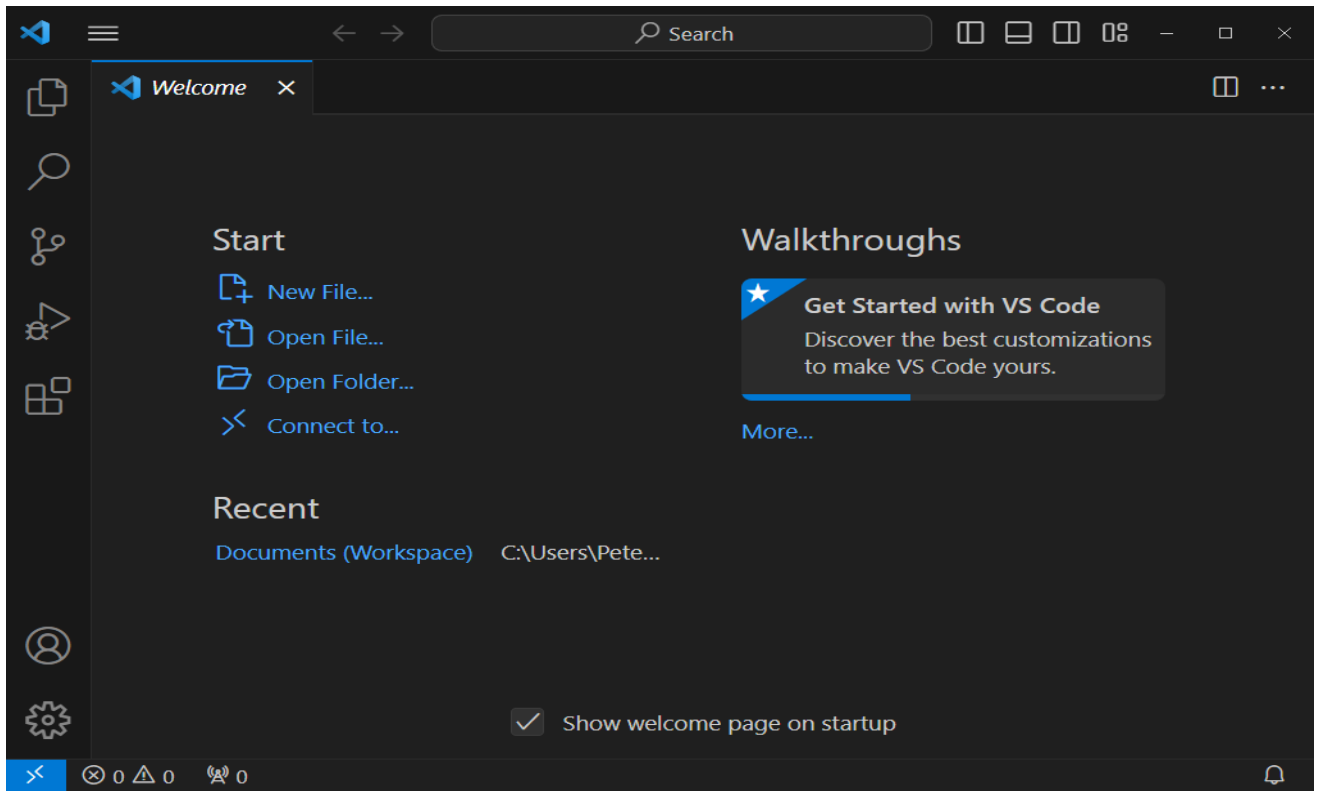 Search
Welcome
Start
New File...
Open File...
Open Folder...
Connect to...
Recent
Documents (Workspace) C:\Users\Pete...
Walkthroughs
Get Started with VS Code
Discover the best customizations
to make VS Code yours.
More...
Show welcome page on startup
0 0 0